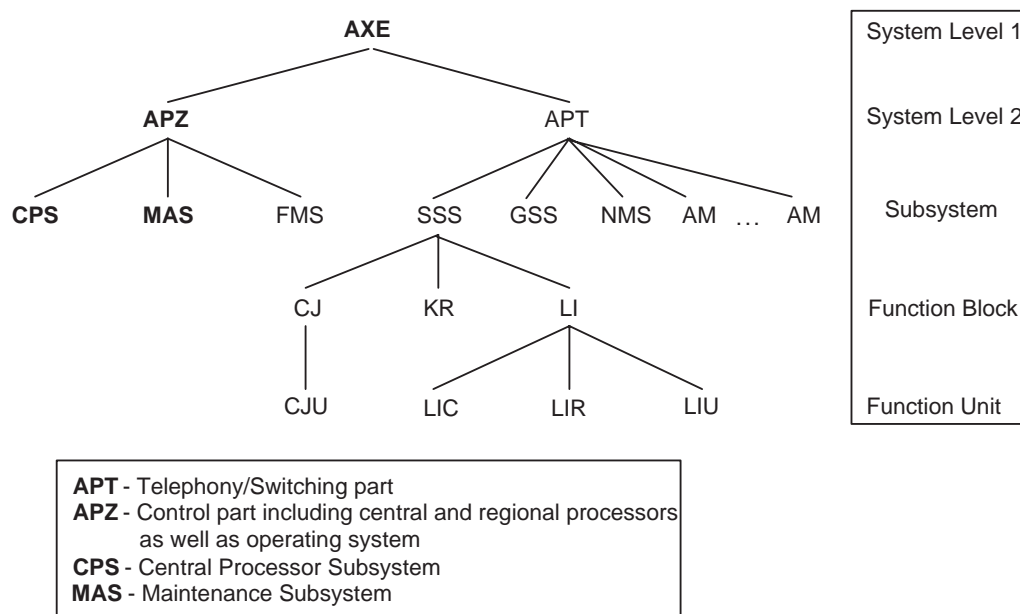 AXE
System Level 1
APZ
APT
System Level 2
CPS
MAS
FMS
SSS
GSS
NMS
AM
...
AM
Subsystem
CJ
KR
LI
Function Block
CJU
LIC
LIR
LIU
Function Unit
APT - Telephony/Switching part
APZ - Control part including central and regional processors
as well as operating system
CPS - Central Processor Subsystem
MAS - Maintenance Subsystem